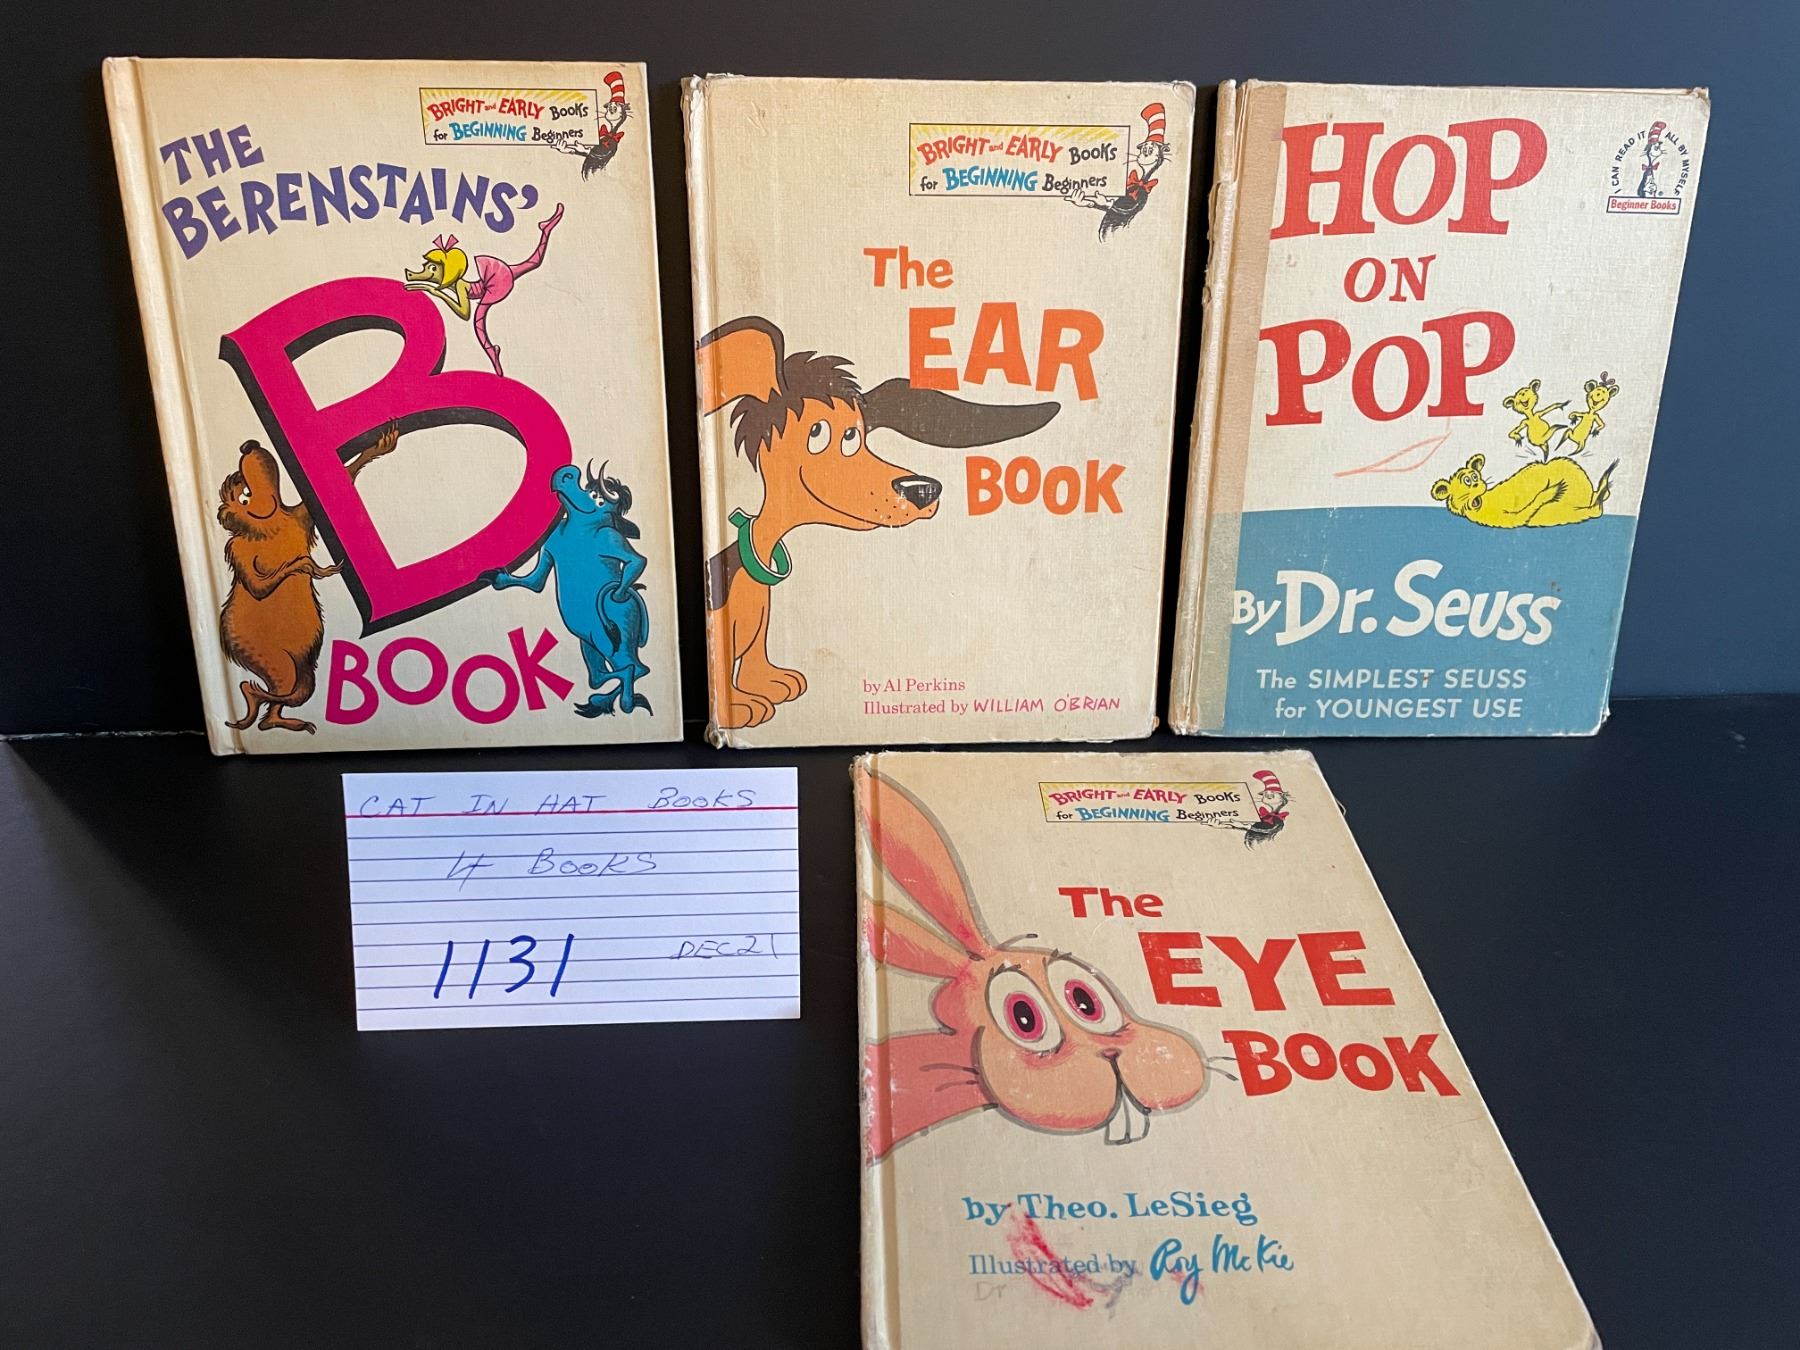 BRIGHT and EARLY Books
for BEGINNING Beginners
THE
BERENSTAINS'
B
BOOK
BRIGHT and EARLY Books
for BEGINNING Beginners
The
EAR
BOOK
by Al Perkins
Illustrated by WILLIAM O'BRIAN
I CAN READ IT ALL BY MYSELF
Beginner Books
HOP
ON
POP
By Dr. Seuss
The SIMPLEST SEUSS
for YOUNGEST USE
CAT IN HAT BOOKS
4 BOOKS
1131 DEC21
BRIGHT and EARLY Books
for BEGINNING Beginners
The
EYE
BOOK
by Theo. LeSieg
Illustrated by Roy McKie
Dr